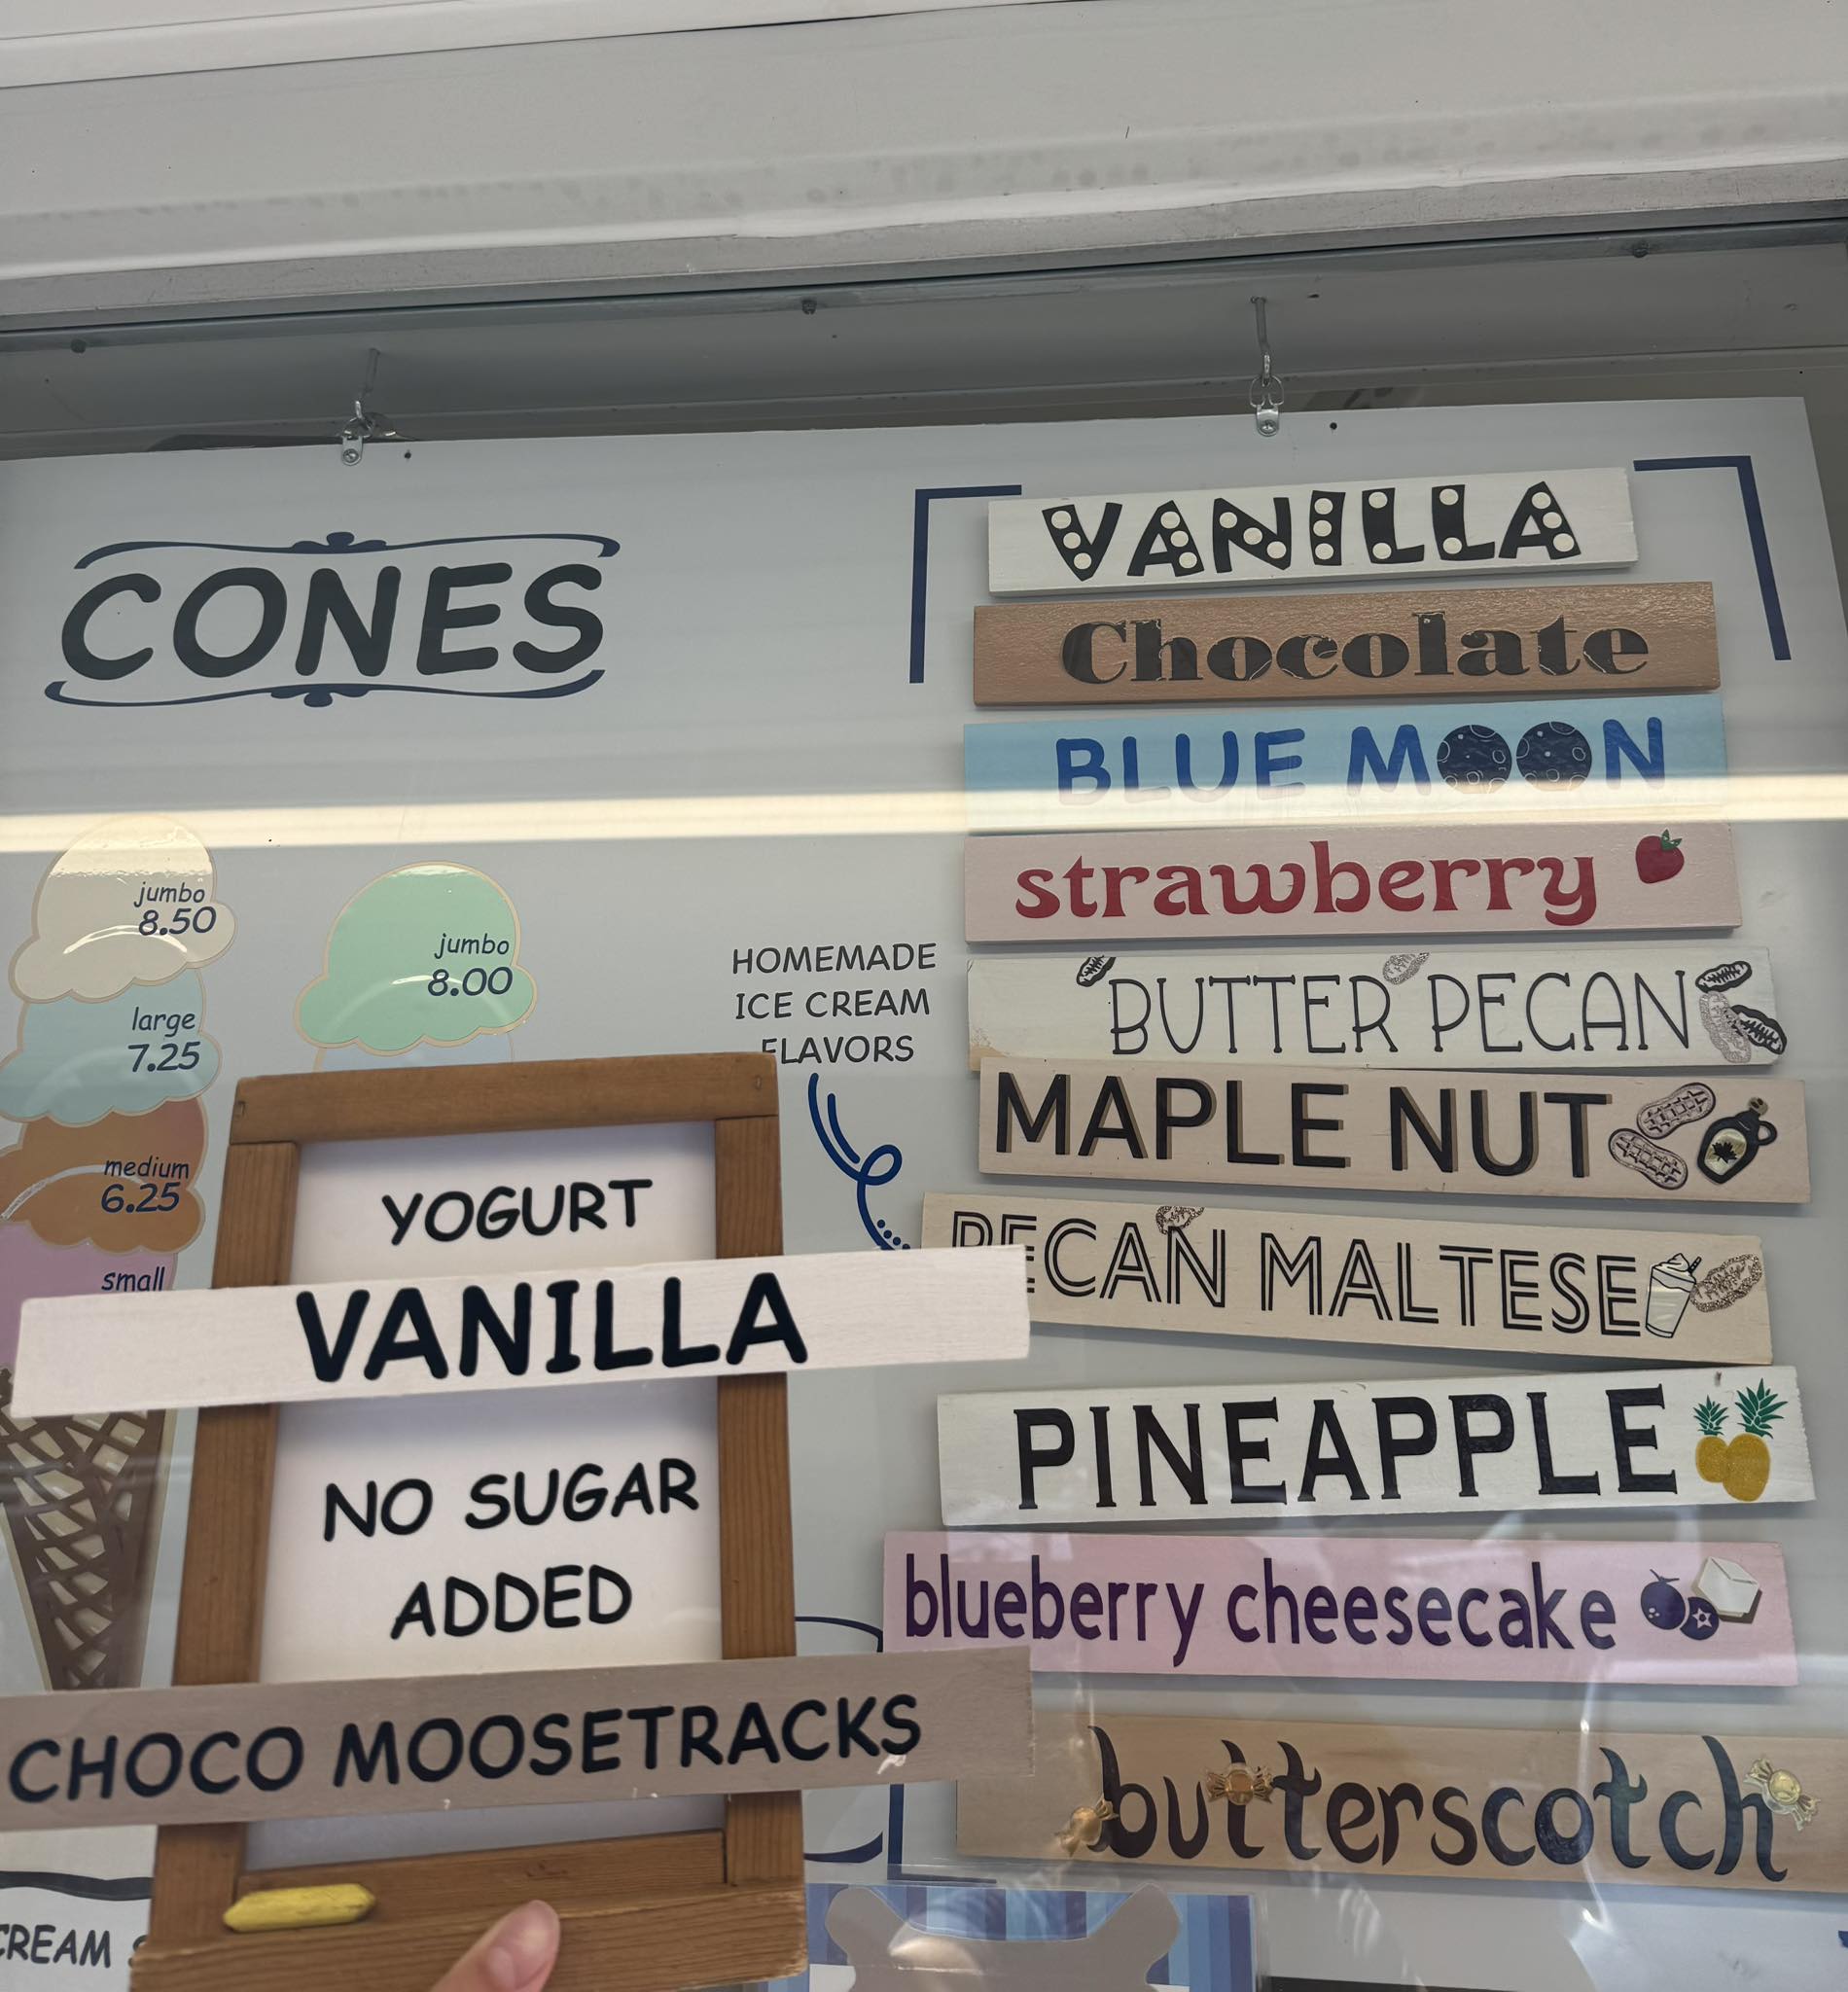 CONES
jumbo
8.50
large
7.25
medium
6.25
small
jumbo
8.00
HOMEMADE
ICE CREAM
FLAVORS
VANILLA
Chocolate
BLUE MOON
strawberry
BUTTER PECAN
MAPLE NUT
PECAN MALTESE
PINEAPPLE
blueberry cheesecake
butterscotch
YOGURT
VANILLA
NO SUGAR
ADDED
CHOCO MOOSETRACKS